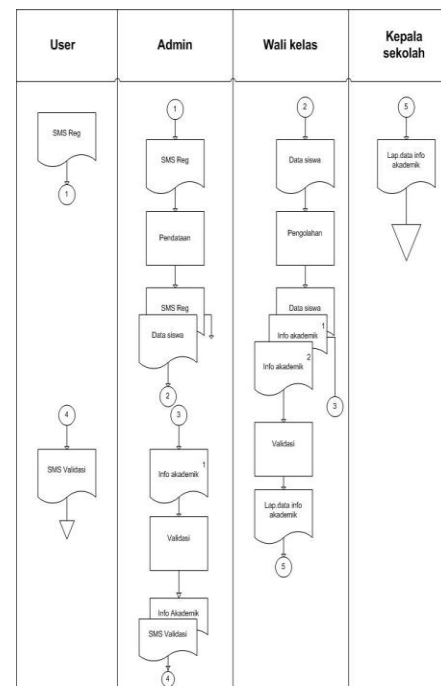 User
Admin
Wali kelas
Kepala
sekolah
SMS Reg
1
4
SMS Validasi
1
SMS Reg
Pendataan
SMS Reg
Data siswa
2
3
1
Info akademik
Validasi
Info Akademik
SMS Validasi
4
2
Data siswa
Pengolahan
Data siswa
1
Info akademik
2
Info akademik
3
Validasi
Lap.data info
akademik
5
5
Lap.data info
akademik